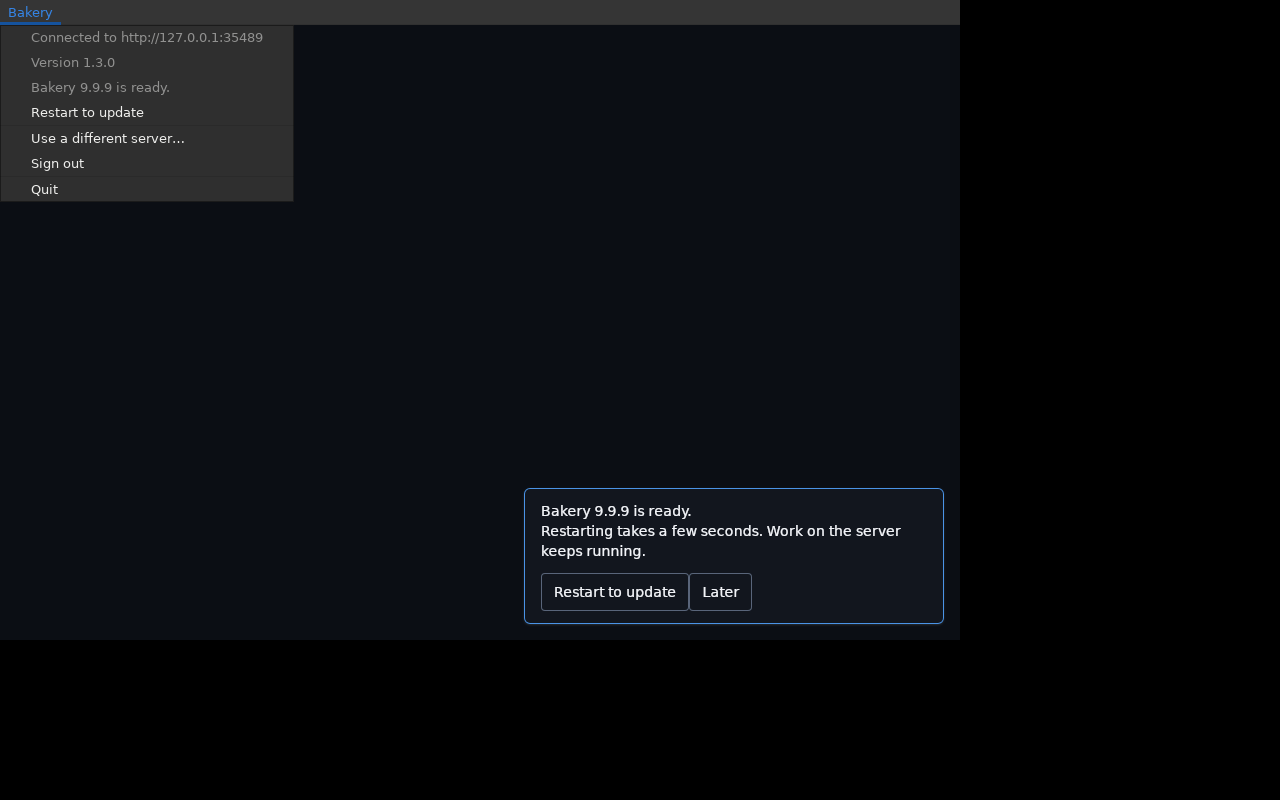 Bakery
Connected to http://127.0.0.1:35489
Version 1.3.0
Bakery 9.9.9 is ready.
Restart to update
Use a different server...
Sign out
Quit
Bakery 9.9.9 is ready.
Restarting takes a few seconds. Work on the server
keeps running.
Restart to update Later